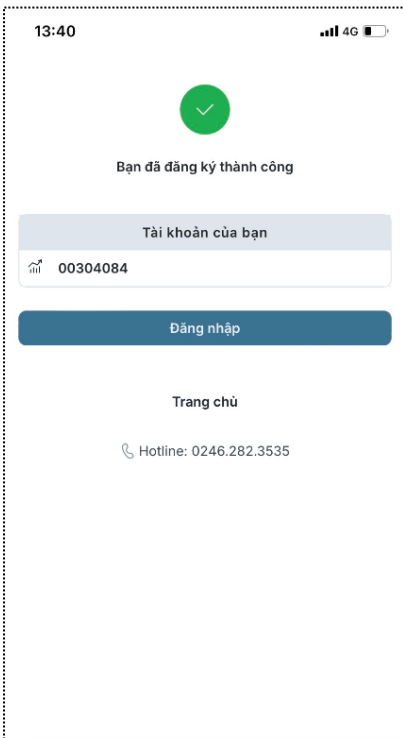 13:40
4G
Bạn đã đăng ký thành công
Tài khoản của bạn
00304084
Đăng nhập
Trang chủ
Hotline: 0246.282.3535